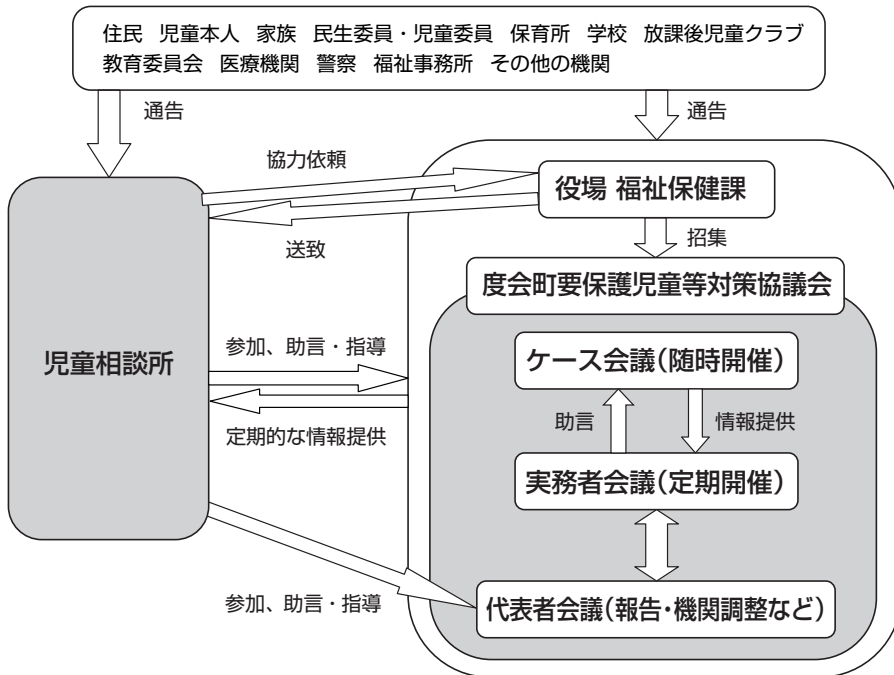 住民 児童本人 家族 民生委員・児童委員 保育所 学校 放課後児童クラブ
教育委員会 医療機関 警察 福祉事務所 その他の機関
通告
通告
協力依頼
役場 福祉保健課
送致
招集
度会町要保護児童等対策協議会
児童相談所
参加、助言・指導
ケース会議(随時開催)
定期的な情報提供
助言
情報提供
実務者会議(定期開催)
参加、助言・指導
代表者会議(報告・機関調整など)